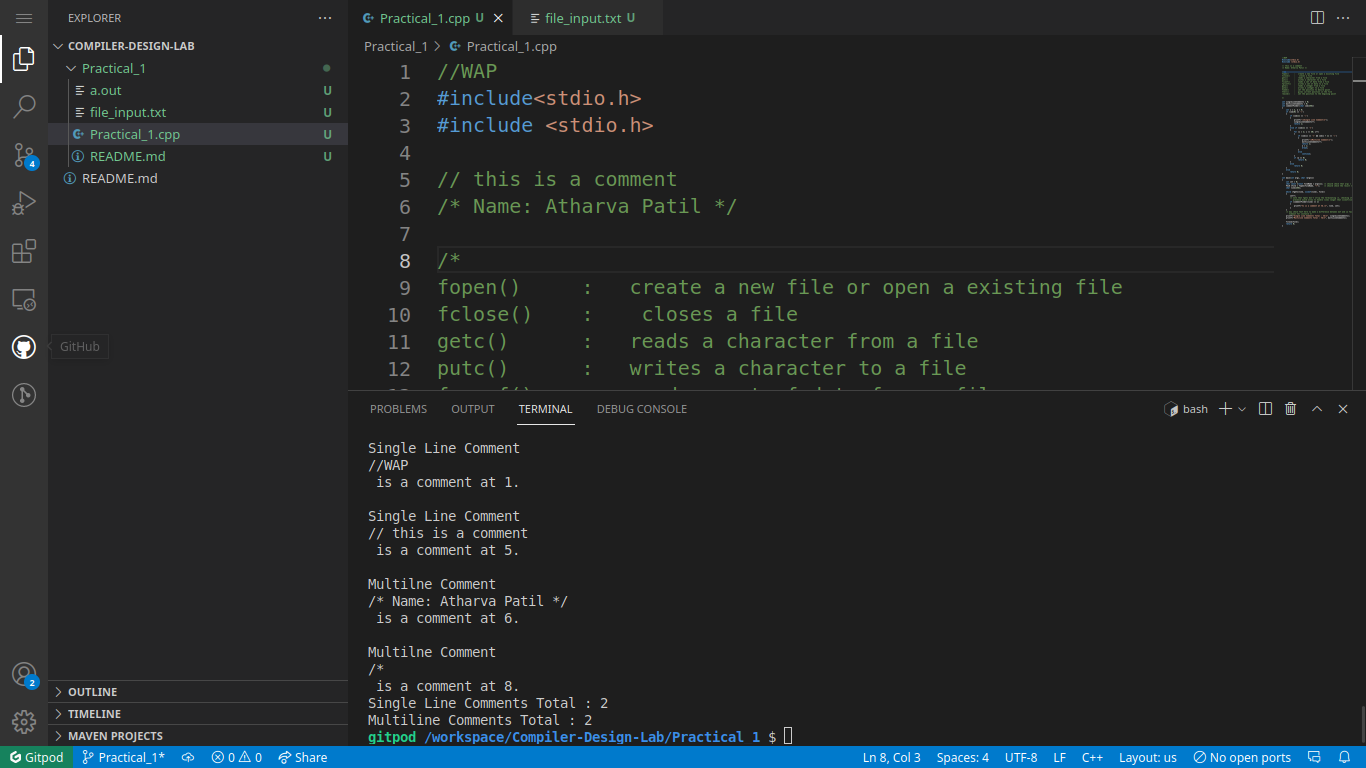 EXPLORER
COMPILER-DESIGN-LAB
Practical_1
a.out U
file_input.txt U
Practical_1.cpp U
README.md U
README.md
4
GitHub
2
OUTLINE
TIMELINE
MAVEN PROJECTS
Practical_1.cpp U
file_input.txt U
Practical_1 > Practical_1.cpp
1 //WAP
2 #include<stdio.h>
3 #include <stdio.h>
4
5 // this is a comment
6 /* Name: Atharva Patil */
7
8 /*
9 fopen() : create a new file or open a existing file
10 fclose() : closes a file
11 getc() : reads a character from a file
12 putc() : writes a character to a file
PROBLEMS OUTPUT TERMINAL DEBUG CONSOLE
bash
Single Line Comment
//WAP
is a comment at 1.
Single Line Comment
// this is a comment
is a comment at 5.
Multilne Comment
/* Name: Atharva Patil */
is a comment at 6.
Multilne Comment
/*
is a comment at 8.
Single Line Comments Total : 2
Multiline Comments Total : 2
gitpod /workspace/Compiler-Design-Lab/Practical_1 $
Gitpod Practical_1* 0 0 Share Ln 8, Col 3 Spaces: 4 UTF-8 LF C++ Layout: us No open ports